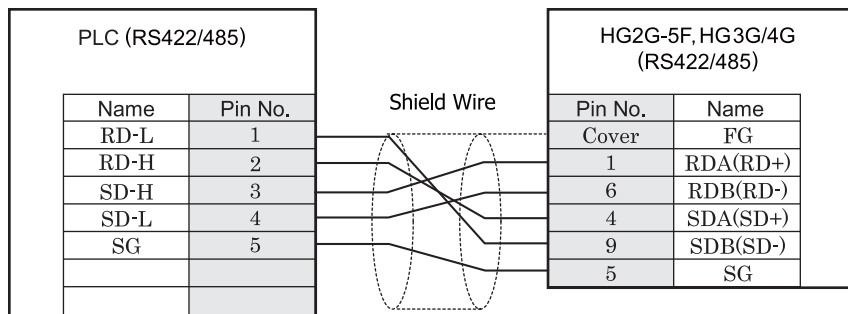 PLC (RS422/485)
Name Pin No.
RD-L 1
RD-H 2
SD-H 3
SD-L 4
SG 5
Shield Wire
HG2G-5F, HG3G/4G
(RS422/485)
Pin No. Name
Cover FG
1 RDA(RD+)
6 RDB(RD-)
4 SDA(SD+)
9 SDB(SD-)
5 SG